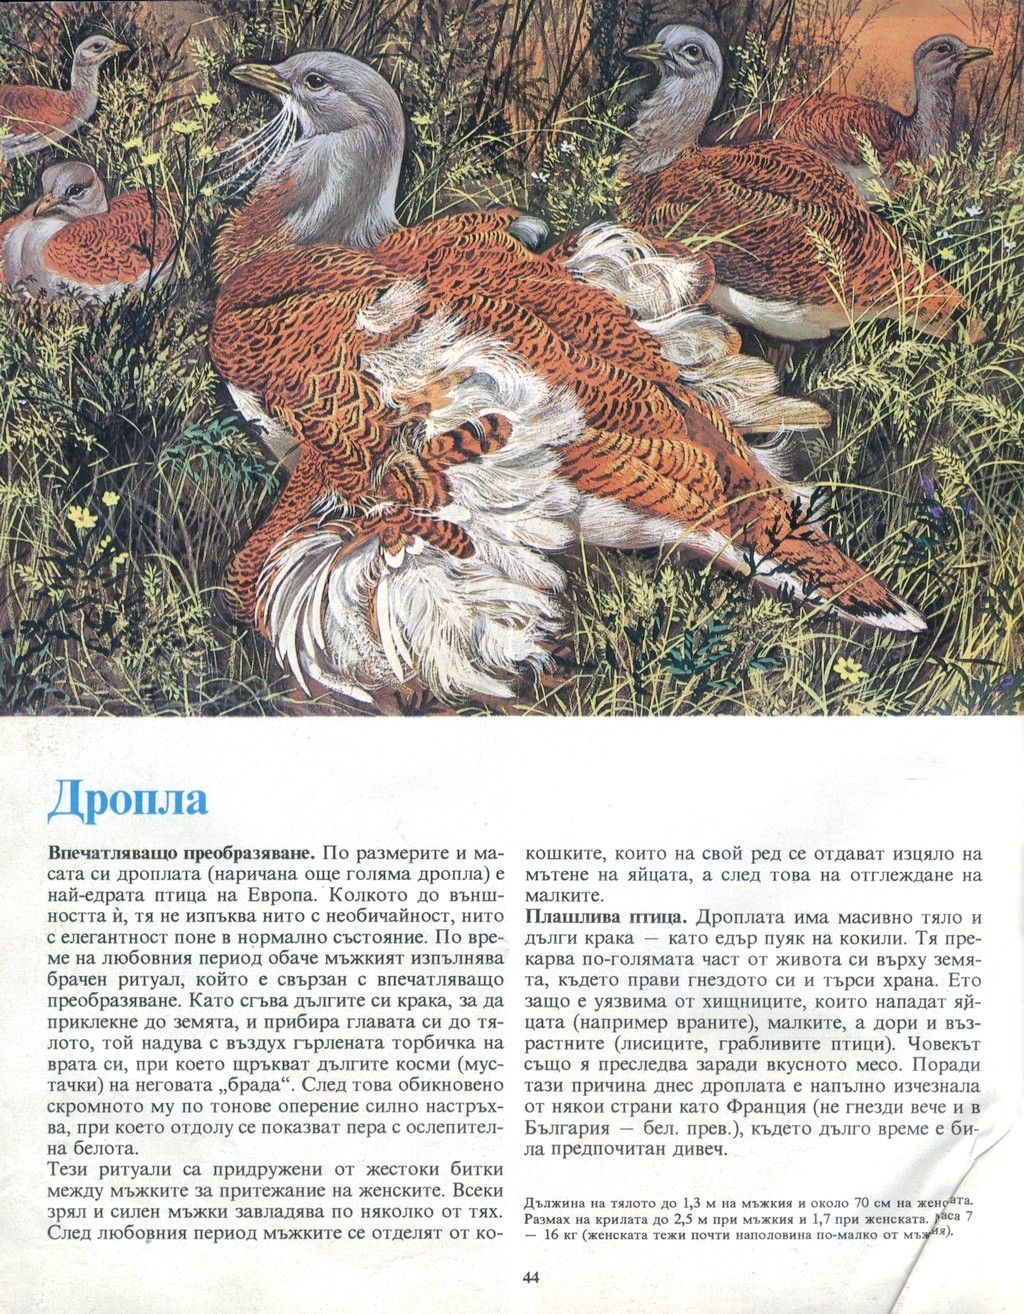 Дропла
Впечатляващо преобразяване. По размерите и ма-
сата си дроплата (наричана още голяма дропла) е
най-едрата птица на Европа. Колкото до външ-
ността ѝ, тя не изпъква нито с необичайност, нито
с елегантност поне в нормално състояние. По вре-
ме на любовния период обаче мъжкият изпълнява
брачен ритуал, който е свързан с впечатляващо
преобразяване. Като сгъва дългите си крака, за да
приклекне до земята, и прибира главата си до тя-
лото, той надува с въздух гърлената торбичка на
врата си, при което щръкват дългите косми (мус-
тачки) на неговата „брада“. След това обикновено
скромното му по тонове оперение силно настръх-
ва, при което отдолу се показват пера с ослепител-
на белота.
Тези ритуали са придружени от жестоки битки
между мъжките за притежание на женските. Всеки
зрял и силен мъжки завладява по няколко от тях.
След любовния период мъжките се отделят от ко-
кошките, които на свой ред се отдават изцяло на
мътене на яйцата, а след това на отглеждане на
малките.
Плашлива птица. Дроплата има масивно тяло и
дълги крака — като едър пуяк на кокили. Тя пре-
карва по-голямата част от живота си върху земя-
та, където прави гнездото си и търси храна. Ето
защо е уязвима от хищниците, които нападат яй-
цата (например враните), малките, а дори и въз-
растните (лисиците, грабливите птици). Човекът
също я преследва заради вкусното месо. Поради
тази причина днес дроплата е напълно изчезнала
от някои страни като Франция (не гнезди вече и в
България — бел. прев.), където дълго време е би-
ла предпочитан дивеч.
Дължина на тялото до 1,3 м на мъжкия и около 70 см на женската.
Размах на крилата до 2,5 м при мъжкия и 1,7 при женската. Маса 7
— 16 кг (женската тежи почти наполовина по-малко от мъжкия).
44